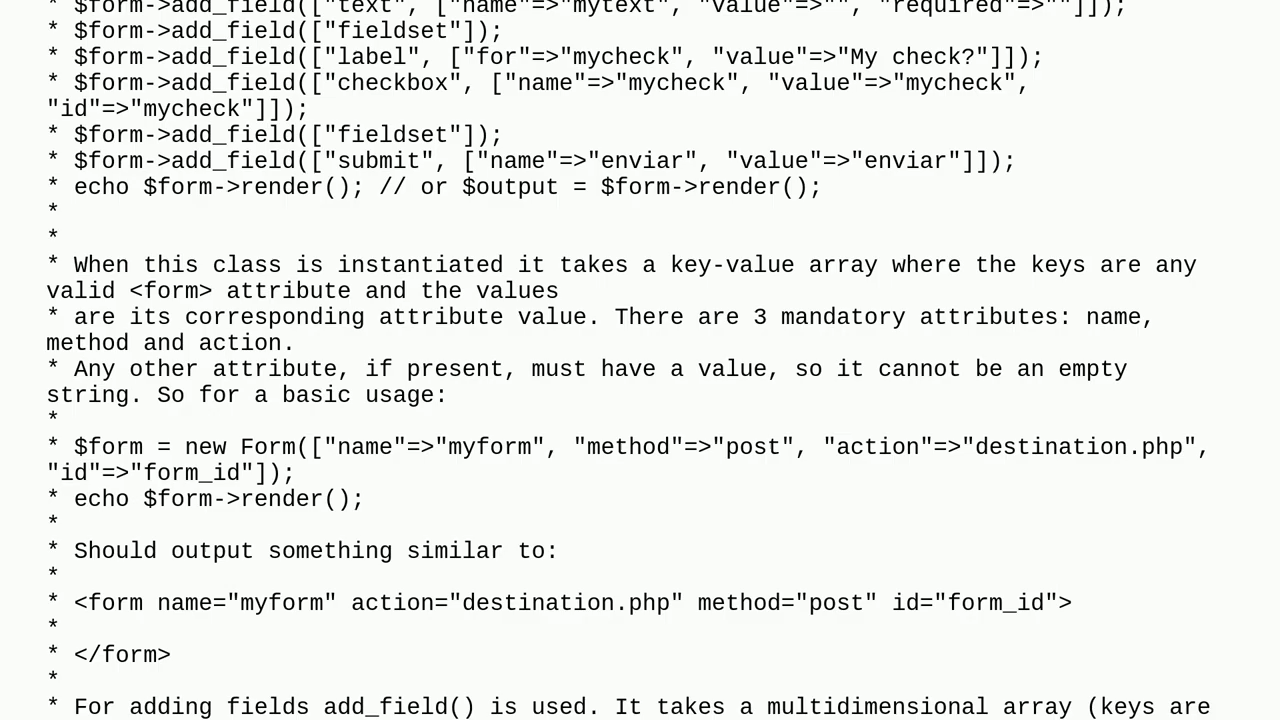 * $form->add_field(["text", ["name"=>"mytext", "value"=>"", "required"=>""]]);
* $form->add_field(["fieldset"]);
* $form->add_field(["label", ["for"=>"mycheck", "value"=>"My check?"]]);
* $form->add_field(["checkbox", ["name"=>"mycheck", "value"=>"mycheck",
"id"=>"mycheck"]]);
* $form->add_field(["fieldset"]);
* $form->add_field(["submit", ["name"=>"enviar", "value"=>"enviar"]]);
* echo $form->render(); // or $output = $form->render();
*
*
* When this class is instantiated it takes a key-value array where the keys are any
valid <form> attribute and the values
* are its corresponding attribute value. There are 3 mandatory attributes: name,
method and action.
* Any other attribute, if present, must have a value, so it cannot be an empty
string. So for a basic usage:
*
* $form = new Form(["name"=>"myform", "method"=>"post", "action"=>"destination.php",
"id"=>"form_id"]);
* echo $form->render();
*
* Should output something similar to:
*
* <form name="myform" action="destination.php" method="post" id="form_id">
*
* </form>
*
* For adding fields add_field() is used. It takes a multidimensional array (keys are